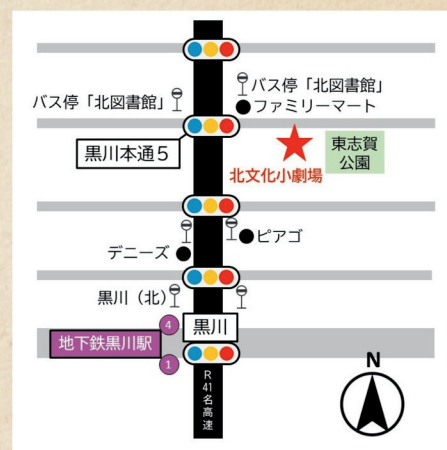 バス停「北図書館」
バス停「北図書館」
ファミリーマート
黒川本通5
東志賀
公園
北文化小劇場
ピアゴ
デニーズ
黒川(北)
4
黒川
地下鉄黒川駅
1
R41名高速
N